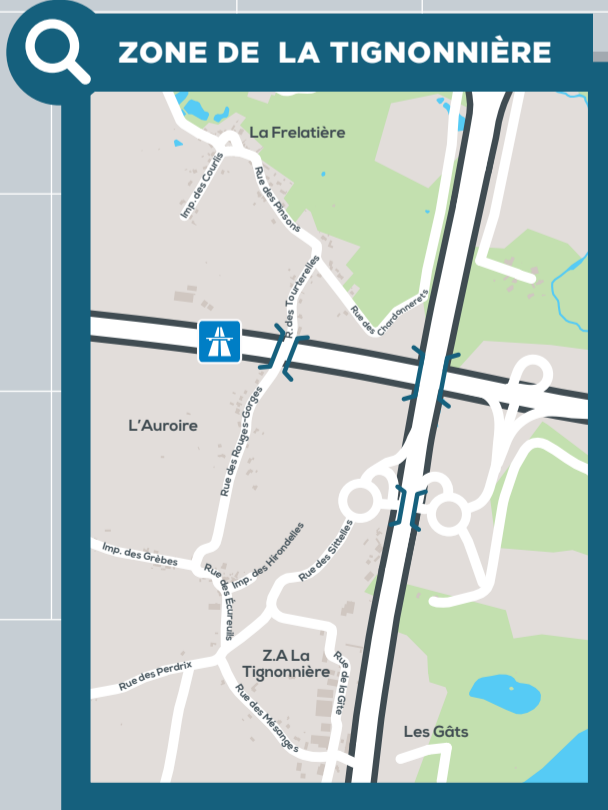 ZONE DE LA TIGNONNIÈRE
La Frelatière
Imp. des Courlis
Rue des Pinsons
R. des Tourterelles
Rue des Chardonnerets
L'Auroire
Rue des Rouges-Gorges
Imp. des Grèbes
Rue des Écureuils
Imp. des Hirondelles
Rue des Sittelles
Rue des Perdrix
Z.A La
Tignonnière
Rue de la Gite
Rue des Mésanges
Les Gâts